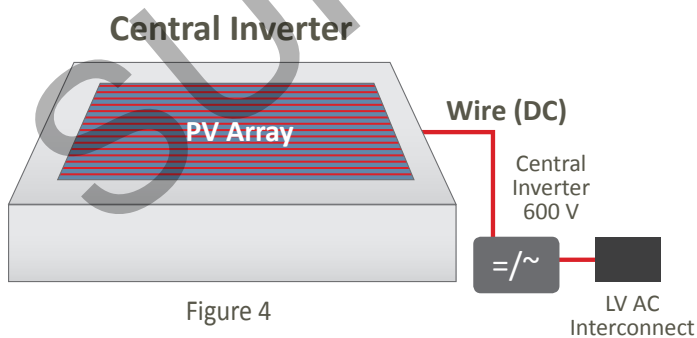 Central Inverter
PV Array
Wire (DC)
Central
Inverter
600 V
=/~
LV AC
Interconnect
Figure 4